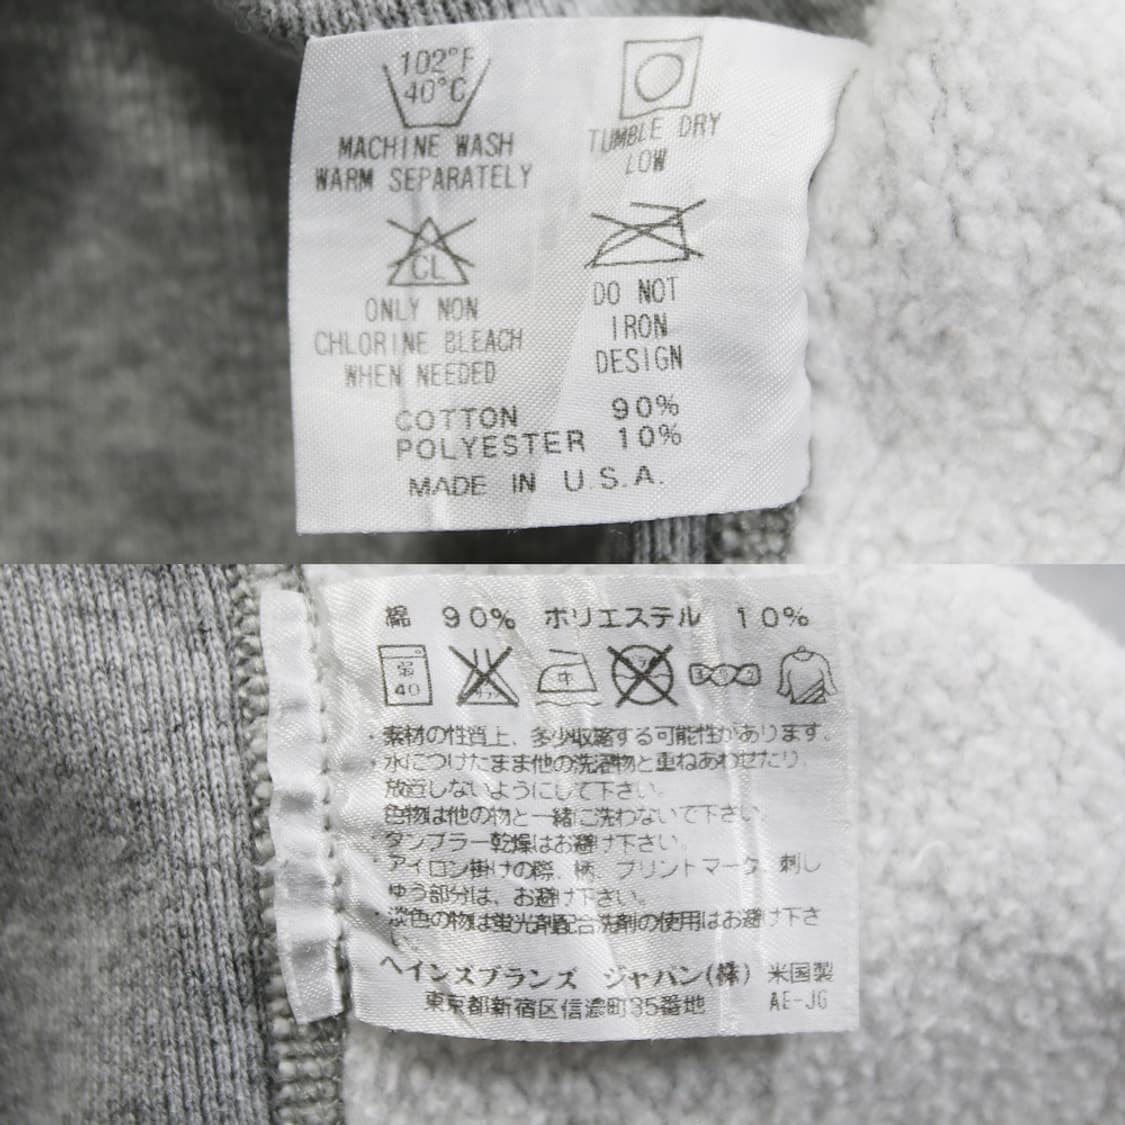 102°F
40°C
MACHINE WASH
WARM SEPARATELY
TUMBLE DRY
LOW
CL
ONLY NON
CHLORINE BLEACH
WHEN NEEDED
DO NOT
IRON
DESIGN
COTTON 90%
POLYESTER 10%
MADE IN U.S.A.
綿 90% ポリエステル 10%
40
中
・素材の性質上、多少収縮する可能性があります。
・水につけたまま他の洗濯物と重ねあわせたり
放置しないようにして下さい。
色物は他の物と一緒に洗わないで下さい
・タンブラー乾燥はお避け下さい。
・アイロン掛けの際、柄、プリントマーク、刺し
ゅう部分は、お避け下さい。
・淡色の物は蛍光剤配合洗剤の使用はお避け下さ
い。
ヘインズブランズ ジャパン(株) 米国製
東京都新宿区信濃町35番地 AE-JG